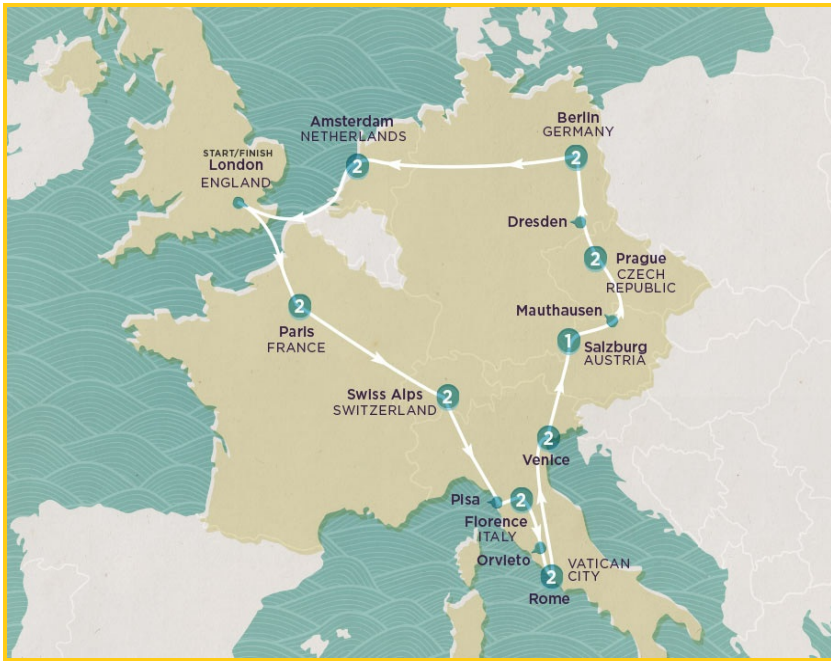 Amsterdam
NETHERLANDS
2
Berlin
GERMANY
2
START/FINISH
London
ENGLAND
Dresden
2
Prague
CZECH
REPUBLIC
2
Paris
FRANCE
Mauthausen
1
Salzburg
AUSTRIA
Swiss Alps
SWITZERLAND
2
2
Venice
Pisa
2
Florence
ITALY
Orvieto
2
VATICAN
CITY
Rome